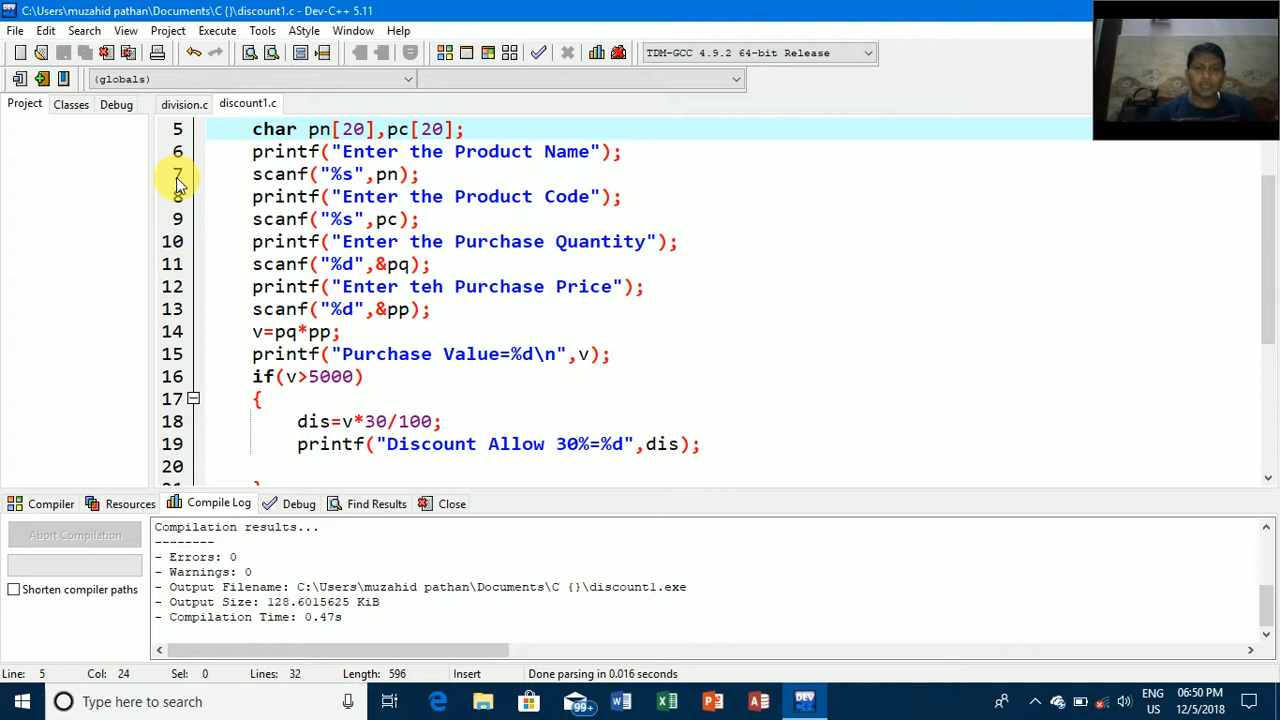 C:\Users\muzahid pathan\Documents\C {}\discount1.c - Dev-C++ 5.11
File Edit Search View Project Execute Tools AStyle Window Help
TDM-GCC 4.9.2 64-bit Release
(globals)
Project Classes Debug division.c discount1.c
5 char pn[20],pc[20];
6 printf("Enter the Product Name");
7 scanf("%s",pn);
8 printf("Enter the Product Code");
9 scanf("%s",pc);
10 printf("Enter the Purchase Quantity");
11 scanf("%d",&pq);
12 printf("Enter teh Purchase Price");
13 scanf("%d",&pp);
14 v=pq*pp;
15 printf("Purchase Value=%d\n",v);
16 if(v>5000)
17 {
18 dis=v*30/100;
19 printf("Discount Allow 30%=%d",dis);
20
21 }
Compiler Resources Compile Log Debug Find Results Close
Abort Compilation
Shorten compiler paths
Compilation results...
--------
- Errors: 0
- Warnings: 0
- Output Filename: C:\Users\muzahid pathan\Documents\C {}\discount1.exe
- Output Size: 128.6015625 KiB
- Compilation Time: 0.47s
Line: 5 Col: 24 Sel: 0 Lines: 32 Length: 596 Insert Done parsing in 0.016 seconds
Type here to search
99+
ENG
US
06:50 PM
12/5/2018